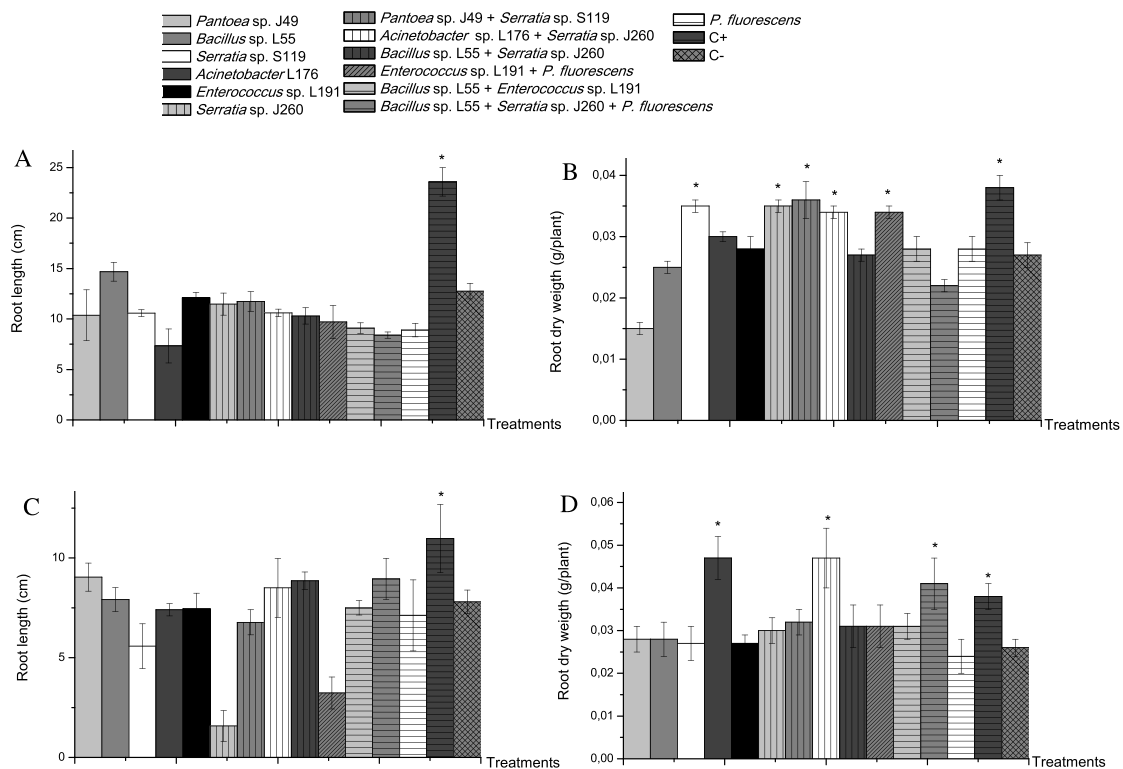 Pantoea sp. J49
Bacillus sp. L55
Serratia sp. S119
Acinetobacter L176
Enterococcus sp. L191
Serratia sp. J260
Pantoea sp. J49 + Serratia sp. S119
Acinetobacter sp. L176 + Serratia sp. J260
Bacillus sp. L55 + Serratia sp. J260
Enterococcus sp. L191 + P. fluorescens
Bacillus sp. L55 + Enterococcus sp. L191
Bacillus sp. L55 + Serratia sp. J260 + P. fluorescens
P. fluorescens
C+
C-
A
Root length (cm)
25
20
15
10
5
0
*
Treatments
B
Root dry weigth (g/plant)
0,04
0,03
0,02
0,01
0,00
* * * * * *
Treatments
C
Root length (cm)
10
5
0
*
Treatments
D
Root dry weigth (g/plant)
0,06
0,05
0,04
0,03
0,02
0,01
0,00
* * * *
Treatments